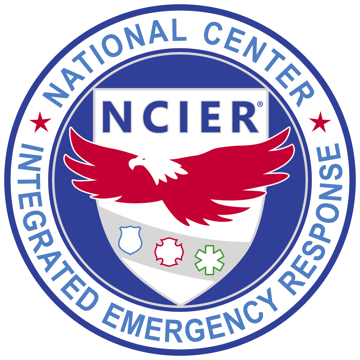 NATIONAL CENTER
NCIER®
INTEGRATED EMERGENCY RESPONSE